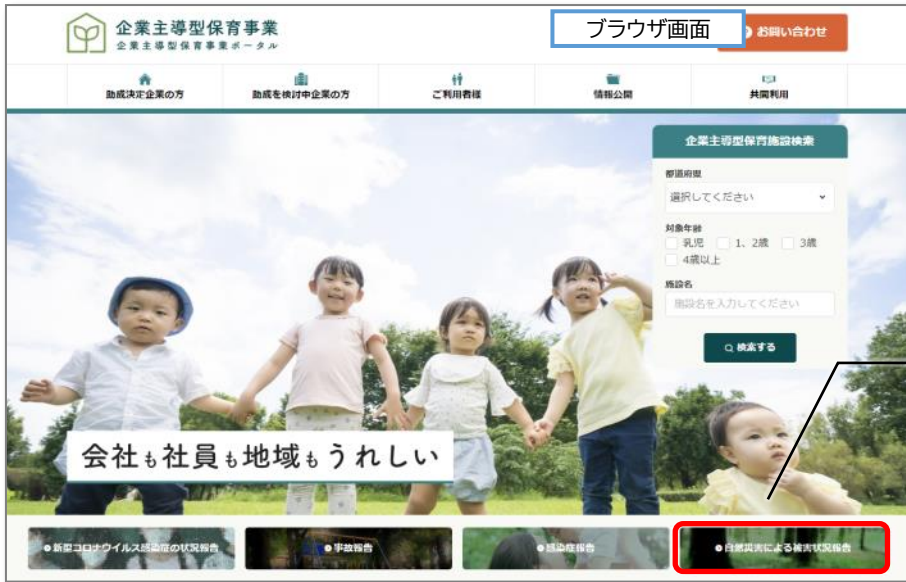 企業主導型保育事業
企業主導型保育事業ポータル
ブラウザ画面
お問い合わせ
助成決定企業の方
助成を検討中企業の方
ご利用者様
情報公開
共同利用
企業主導型保育施設検索
都道府県
選択してください
対象年齢
乳児 1、2歳 3歳
4歳以上
施設名
施設名を入力してください
検索する
会社も社員も地域もうれしい
新型コロナウイルス感染症の状況報告
事故報告
感染症報告
自然災害による被害状況報告